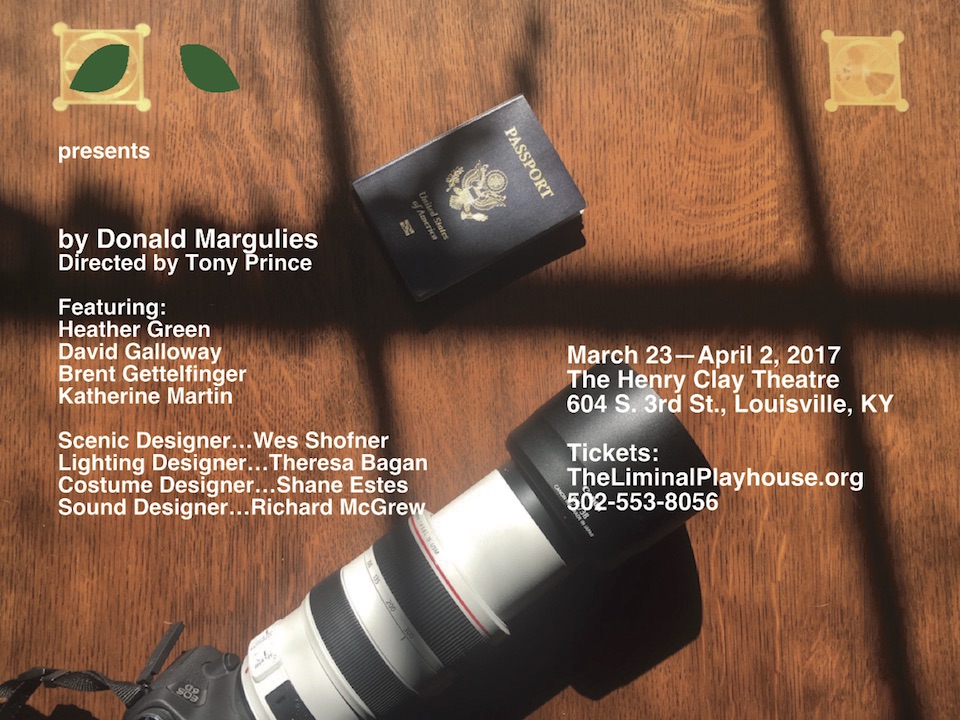 presents
PASSPORT
United States
of America
by Donald Margulies
Directed by Tony Prince
Featuring:
Heather Green
David Galloway
Brent Gettelfinger
Katherine Martin
Scenic Designer…Wes Shofner
Lighting Designer…Theresa Bagan
Costume Designer…Shane Estes
Sound Designer…Richard McGrew
March 23—April 2, 2017
The Henry Clay Theatre
604 S. 3rd St., Louisville, KY
Tickets:
TheLiminalPlayhouse.org
502-553-8056
EOS